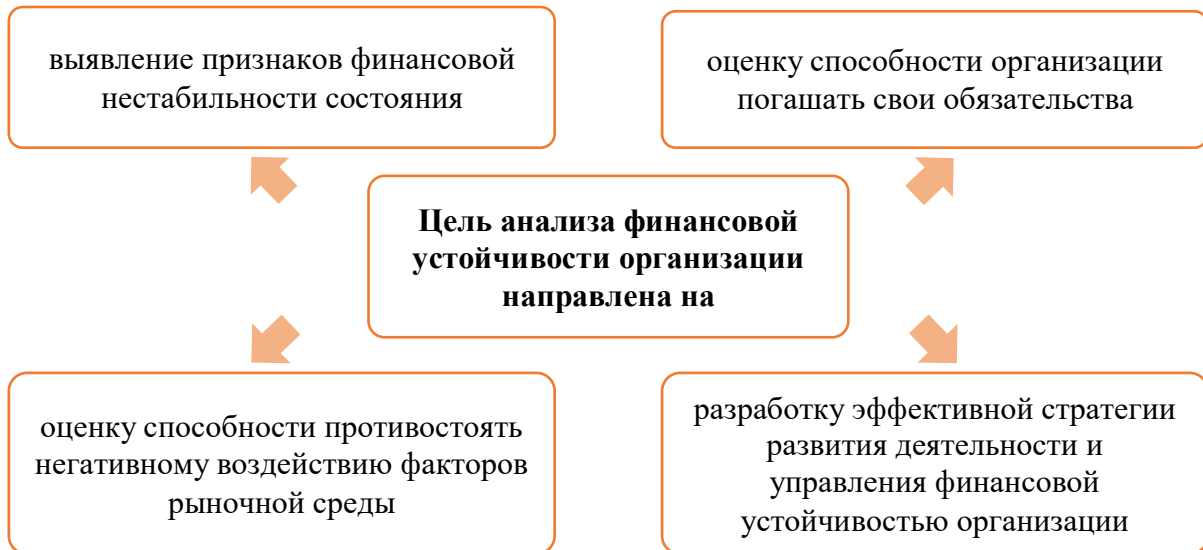 выявление признаков финансовой
нестабильности состояния
оценку способности организации
погашать свои обязательства
Цель анализа финансовой
устойчивости организации
направлена на
оценку способности противостоять
негативному воздействию факторов
рыночной среды
разработку эффективной стратегии
развития деятельности и
управления финансовой
устойчивостью организации